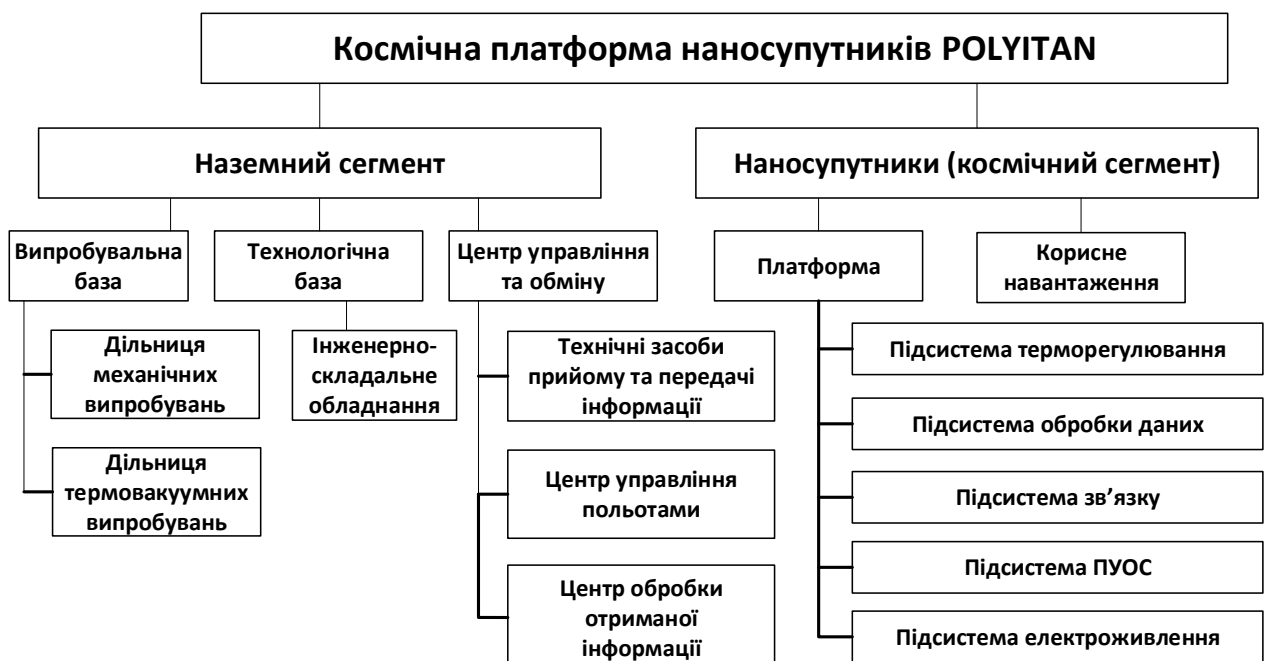 Космічна платформа наносупутників POLYITAN
Наземний сегмент
Наносупутники (космічний сегмент)
Випробувальна
база
Технологічна
база
Центр управління
та обміну
Платформа
Корисне
навантаження
Дільниця
механічних
випробувань
Дільниця
термовакуумних
випробувань
Інженерно-
складальне
обладнання
Технічні засоби
прийому та передачі
інформації
Центр управління
польотами
Центр обробки
отриманої
інформації
Підсистема терморегулювання
Підсистема обробки даних
Підсистема зв’язку
Підсистема ПУОС
Підсистема електроживлення